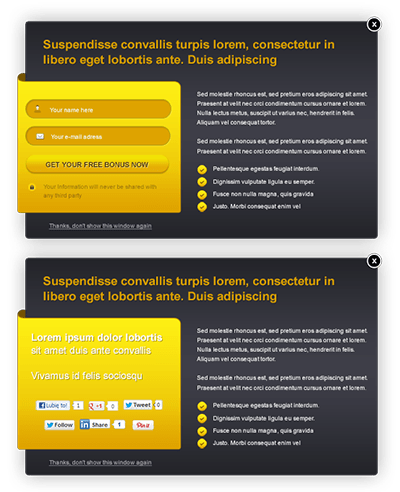 x
Suspendisse convallis turpis lorem, consectetur in
libero eget lobortis ante. Duis adipiscing
Your name here
Your e-mail adress
GET YOUR FREE BONUS NOW
Your Information will never be shared with
any third party
Sed molestie rhoncus est, sed pretium eros adipiscing sit amet.
Praesent at velit nec orci condimentum cursus ornare et lorem.
Nulla lectus metus, suscipit ut varius nec, hendrerit in felis.
Aliquam vel consequat tortor.
Sed molestie rhoncus est, sed pretium eros adipiscing sit amet.
Praesent at velit nec orci condimentum cursus ornare et lorem.
Pellentesque egestas feugiat interdum.
Dignissim vulputate ligula eu semper.
Fusce non nulla magna, quis gravida
Justo. Morbi consequat enim vel
Thanks, don't show this window again
x
Suspendisse convallis turpis lorem, consectetur in
libero eget lobortis ante. Duis adipiscing
Lorem ipsum dolor lobortis
sit amet duis ante convallis
Vivamus id felis sociosqu
Lubię to! 1 +1 0 Tweet 0
Follow in Share 1 Pin it
Sed molestie rhoncus est, sed pretium eros adipiscing sit amet.
Praesent at velit nec orci condimentum cursus ornare et lorem.
Nulla lectus metus, suscipit ut varius nec, hendrerit in felis.
Aliquam vel consequat tortor.
Sed molestie rhoncus est, sed pretium eros adipiscing sit amet.
Praesent at velit nec orci condimentum cursus ornare et lorem.
Pellentesque egestas feugiat interdum.
Dignissim vulputate ligula eu semper.
Fusce non nulla magna, quis gravida
Justo. Morbi consequat enim vel
Thanks, don't show this window again